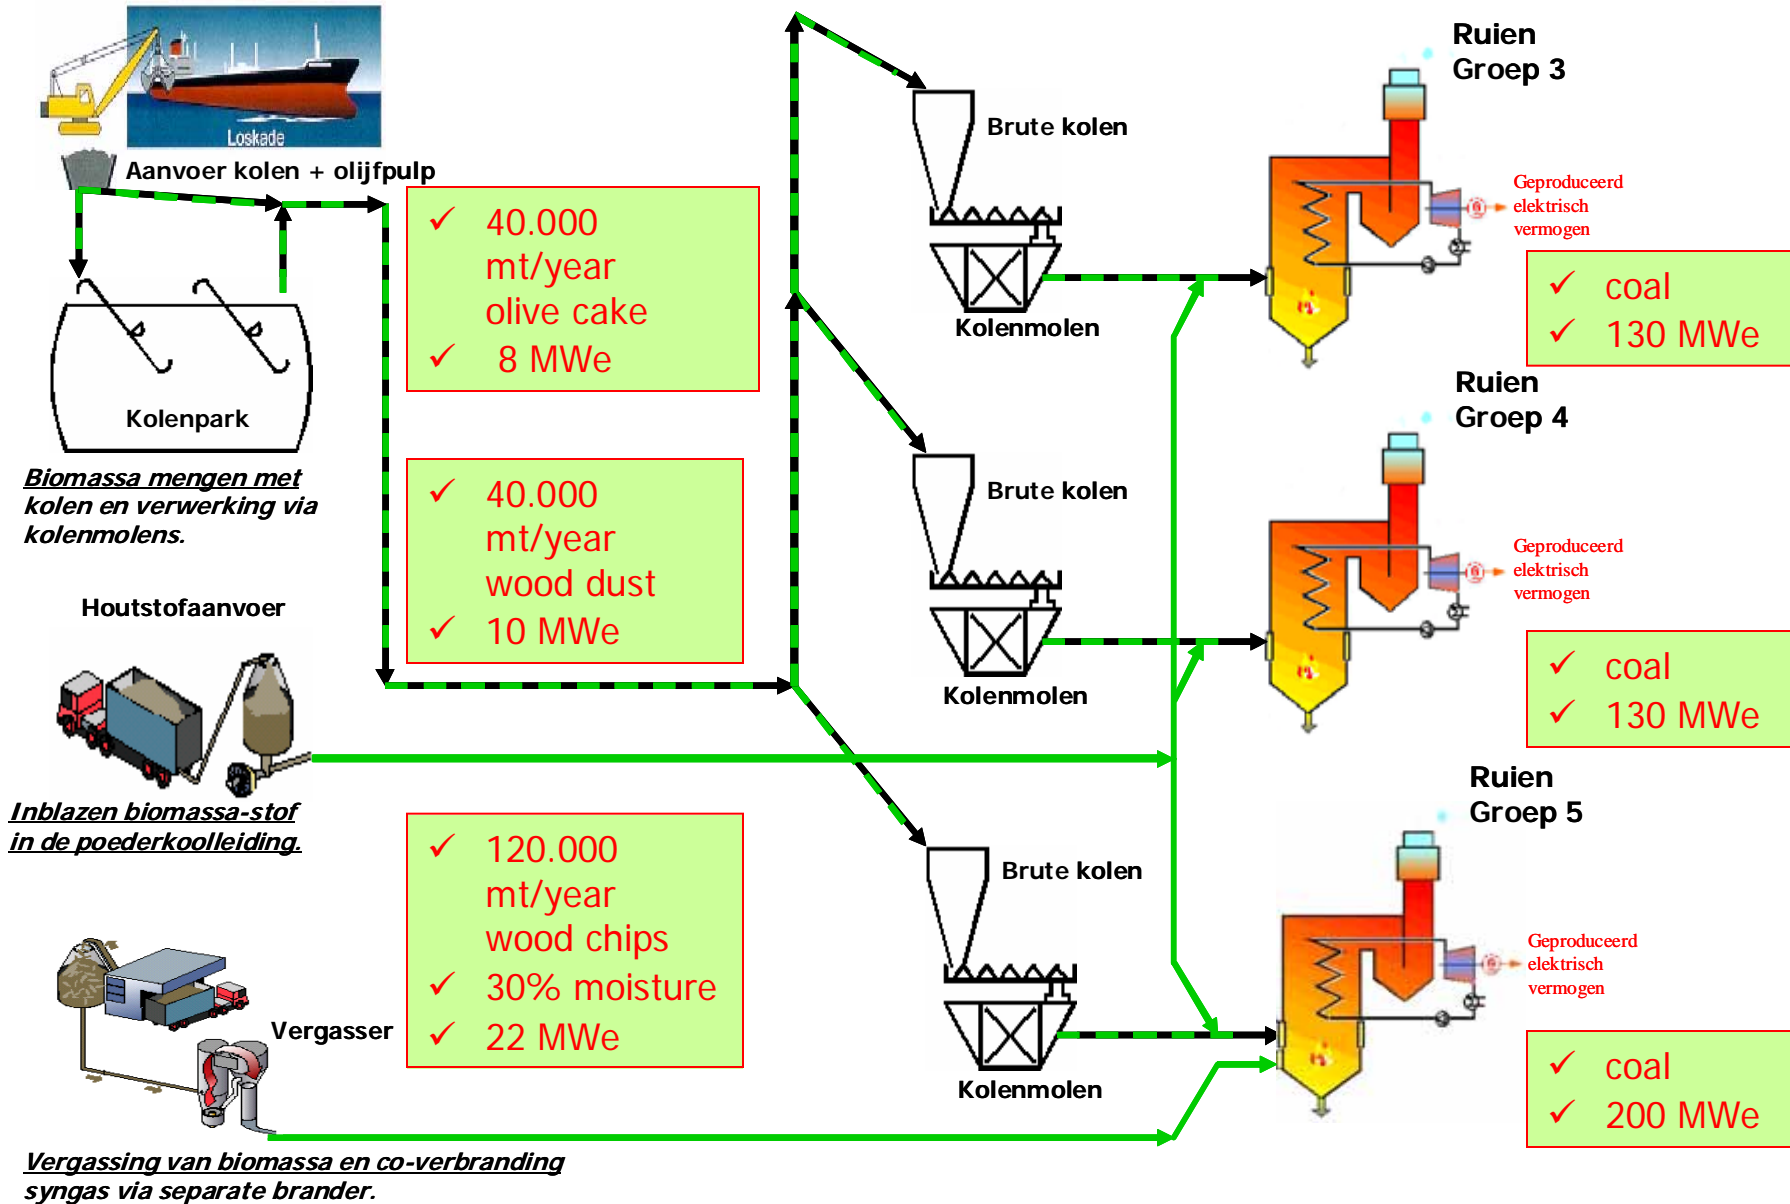 Loskade
Aanvoer kolen + olijfpulp
Kolenpark
Biomassa mengen met
kolen en verwerking via
kolenmolens.
Houtstofaanvoer
Inblazen biomassa-stof
in de poederkoolleiding.
Vergasser
Vergassing van biomassa en co-verbranding
syngas via separate brander.
✓ 40.000
mt/year
olive cake
✓ 8 MWe
✓ 40.000
mt/year
wood dust
✓ 10 MWe
✓ 120.000
mt/year
wood chips
✓ 30% moisture
✓ 22 MWe
Brute kolen
Kolenmolen
Brute kolen
Kolenmolen
Brute kolen
Kolenmolen
Ruien
Groep 3
Geproduceerd
elektrisch
vermogen
✓ coal
✓ 130 MWe
Ruien
Groep 4
Geproduceerd
elektrisch
vermogen
✓ coal
✓ 130 MWe
Ruien
Groep 5
Geproduceerd
elektrisch
vermogen
✓ coal
✓ 200 MWe